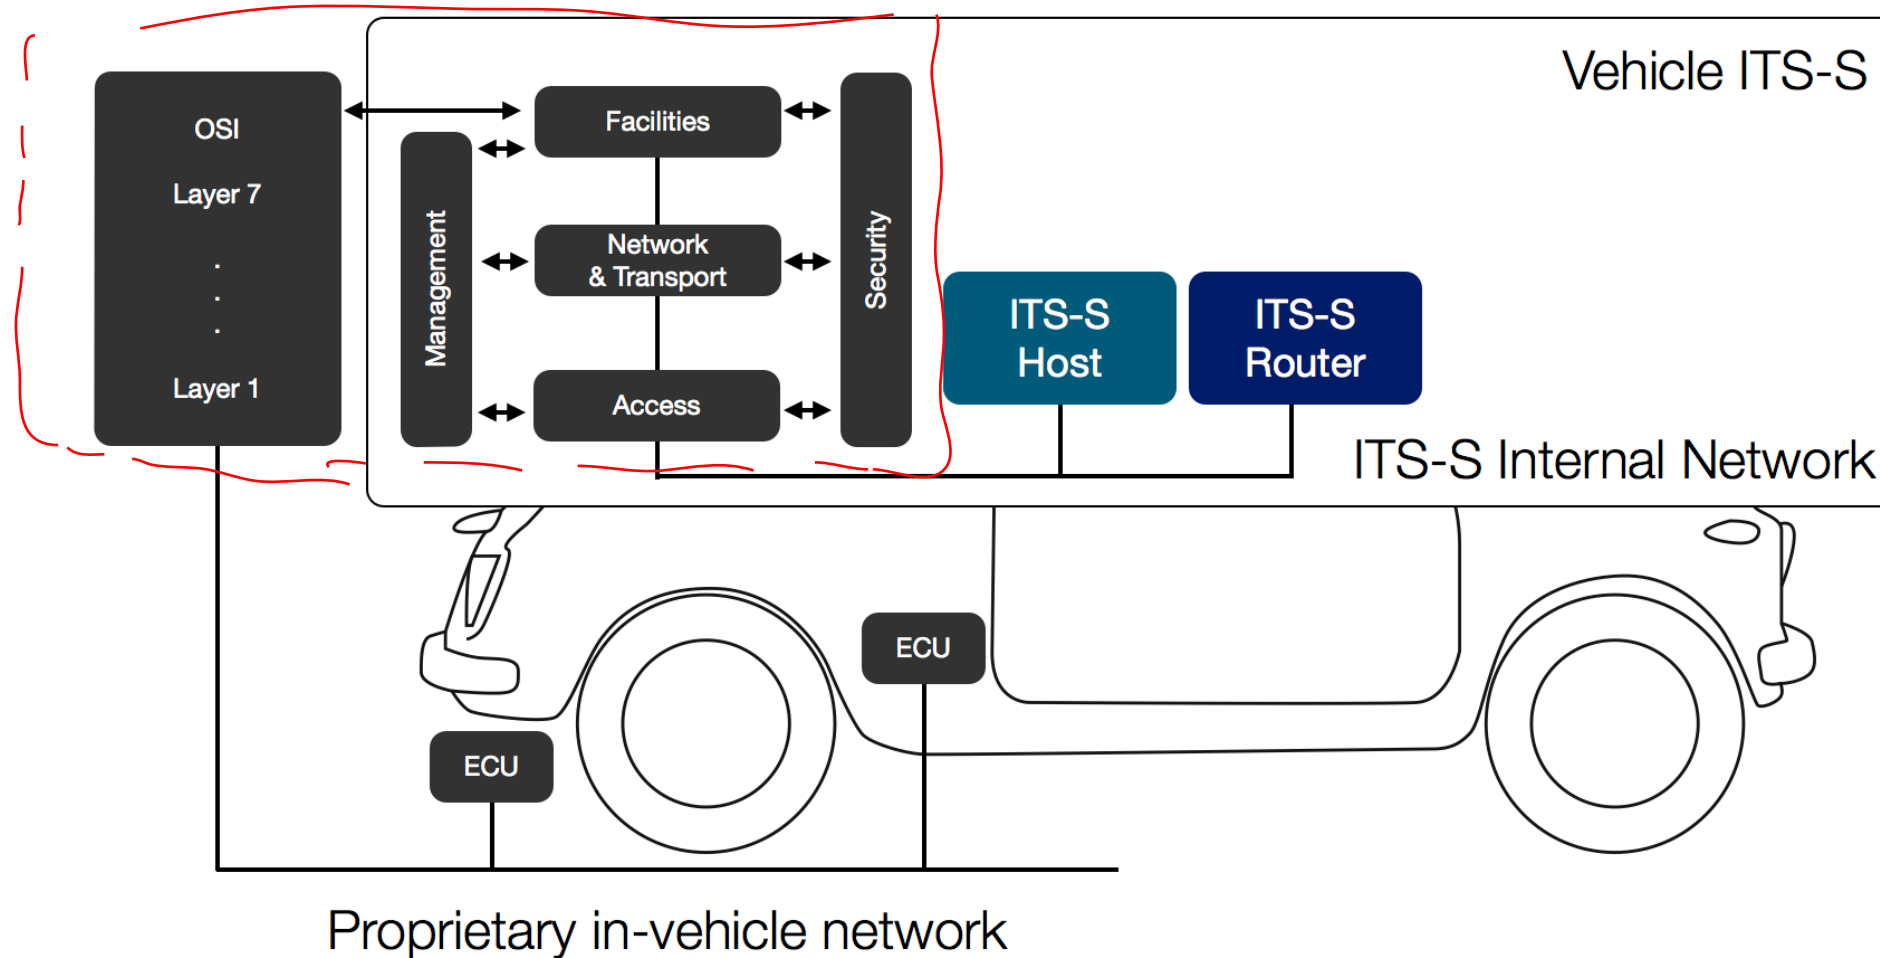 Vehicle ITS-S
OSI
Layer 7
.
.
.
Layer 1
Management
Facilities
Network
& Transport
Access
Security
ITS-S
Host
ITS-S
Router
ITS-S Internal Network
ECU
ECU
Proprietary in-vehicle network